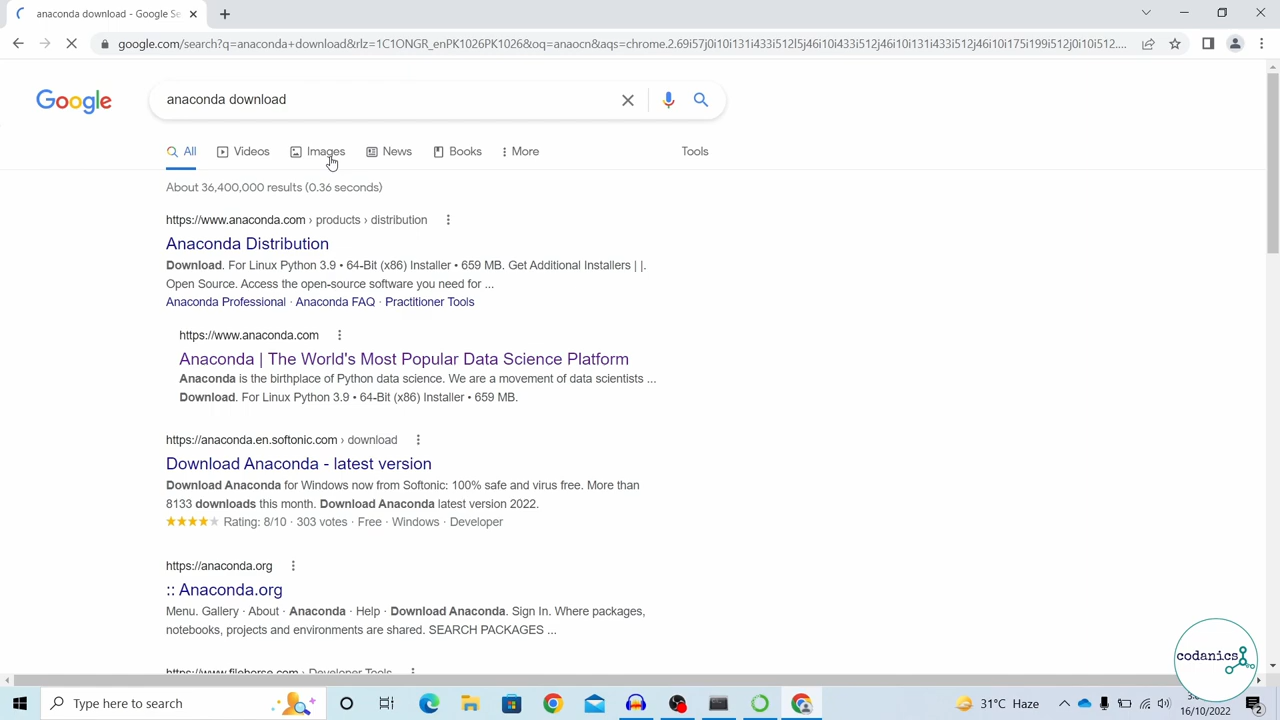 anaconda download - Google Se
google.com/search?q=anaconda+download&rlz=1C1ONGR_enPK1026PK1026&oq=anaocn&aqs=chrome.2.69i57j0i10i131i433i512l5j46i10i433i512j46i10i131i433i512j46i10i175i199i512j0i10i512....
Google
anaconda download
All
Videos
Images
News
Books
More
Tools
About 36,400,000 results (0.36 seconds)
https://www.anaconda.com › products › distribution
Anaconda Distribution
Download. For Linux Python 3.9 • 64-Bit (x86) Installer • 659 MB. Get Additional Installers | |.
Open Source. Access the open-source software you need for ...
Anaconda Professional · Anaconda FAQ · Practitioner Tools
https://www.anaconda.com
Anaconda | The World's Most Popular Data Science Platform
Anaconda is the birthplace of Python data science. We are a movement of data scientists ...
Download. For Linux Python 3.9 • 64-Bit (x86) Installer • 659 MB.
https://anaconda.en.softonic.com › download
Download Anaconda - latest version
Download Anaconda for Windows now from Softonic: 100% safe and virus free. More than
8133 downloads this month. Download Anaconda latest version 2022.
Rating: 8/10 · 303 votes · Free · Windows · Developer
https://anaconda.org
:: Anaconda.org
Menu. Gallery · About · Anaconda · Help · Download Anaconda. Sign In. Where packages,
notebooks, projects and environments are shared. SEARCH PACKAGES ...
https://www.filehorse.com › Developer Tools
codanics
Type here to search
31°C Haze
16/10/2022
2